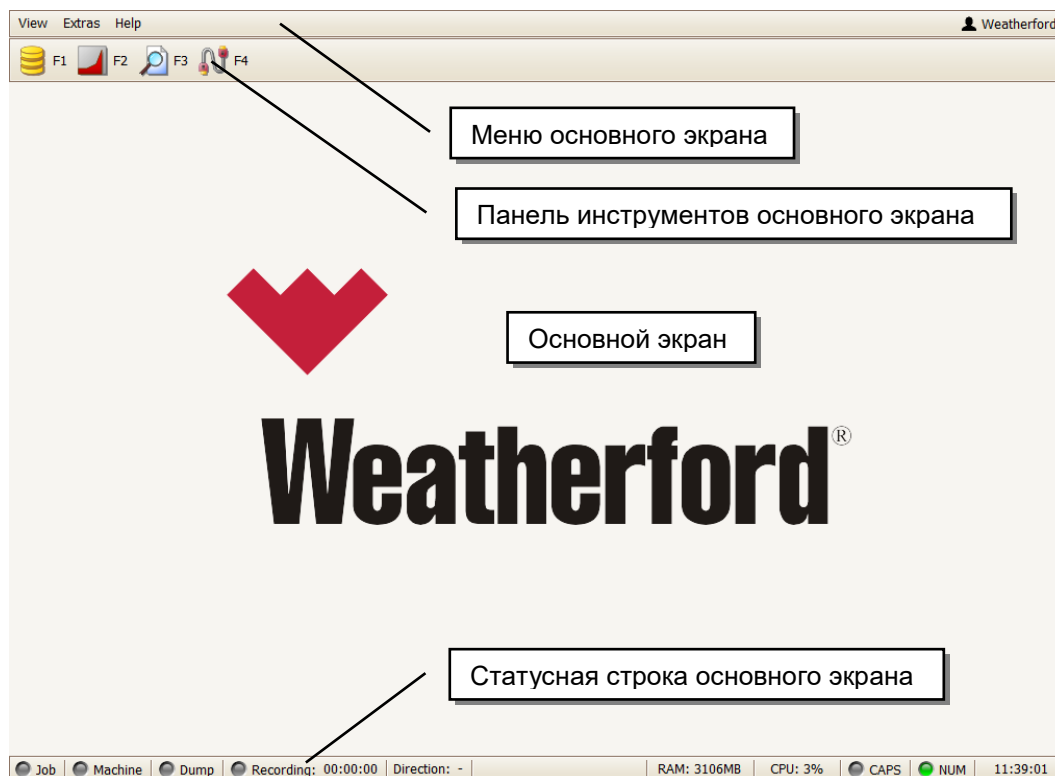 View Extras Help Weatherford
F1 F2 F3 F4
Меню основного экрана
Панель инструментов основного экрана
Основной экран
Weatherford®
Статусная строка основного экрана
Job Machine Dump Recording: 00:00:00 Direction: - RAM: 3106MB CPU: 3% CAPS NUM 11:39:01